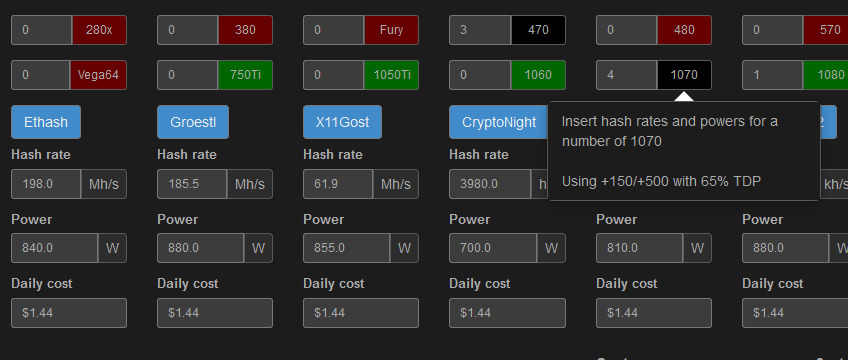 0 280x 0 380 0 Fury 3 470 0 480 0 570
0 Vega64 0 750Ti 0 1050Ti 0 1060 4 1070 1 1080
Ethash Groestl X11Gost CryptoNight 2
Insert hash rates and powers for a
number of 1070
Using +150/+500 with 65% TDP
Hash rate Hash rate Hash rate Hash rate
198.0 Mh/s 185.5 Mh/s 61.9 Mh/s 3980.0 h kh/s
Power Power Power Power Power Power
840.0 W 880.0 W 855.0 W 700.0 W 810.0 W 880.0 W
Daily cost Daily cost Daily cost Daily cost Daily cost Daily cost
$1.44 $1.44 $1.44 $1.44 $1.44 $1.44